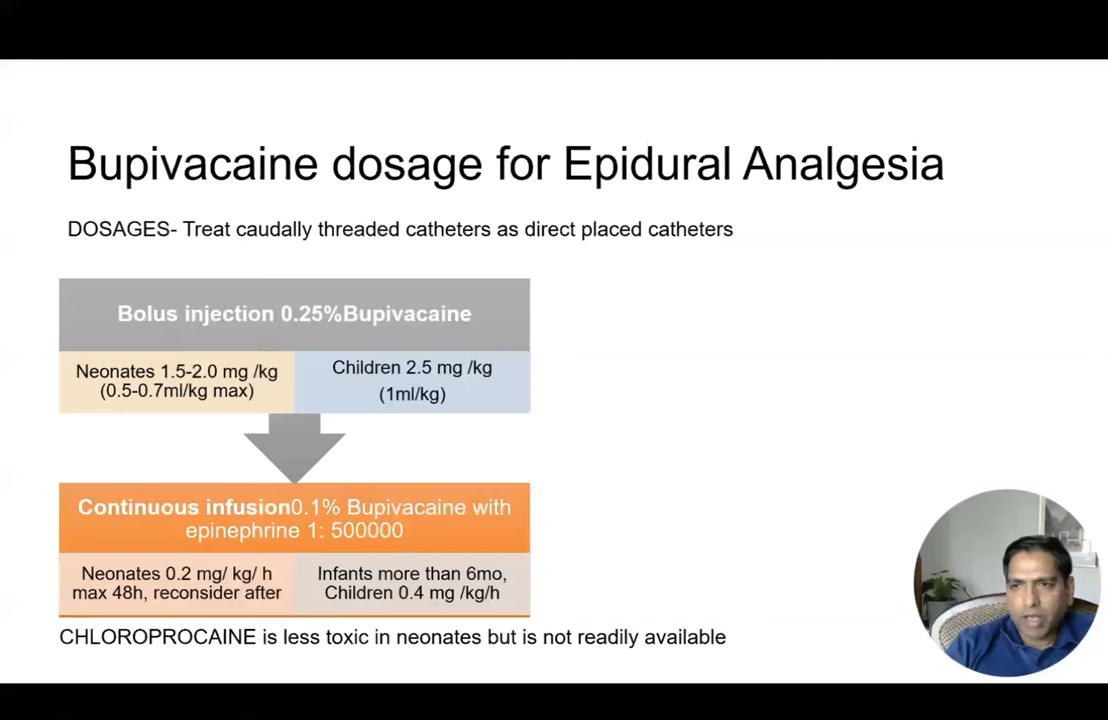 Bupivacaine dosage for Epidural Analgesia
DOSAGES- Treat caudally threaded catheters as direct placed catheters
Bolus injection 0.25%Bupivacaine
Neonates 1.5-2.0 mg /kg
(0.5-0.7ml/kg max)
Children 2.5 mg /kg
(1ml/kg)
Continuous infusion0.1% Bupivacaine with
epinephrine 1: 500000
Neonates 0.2 mg/ kg/ h
max 48h, reconsider after
Infants more than 6mo,
Children 0.4 mg /kg/h
CHLOROPROCAINE is less toxic in neonates but is not readily available